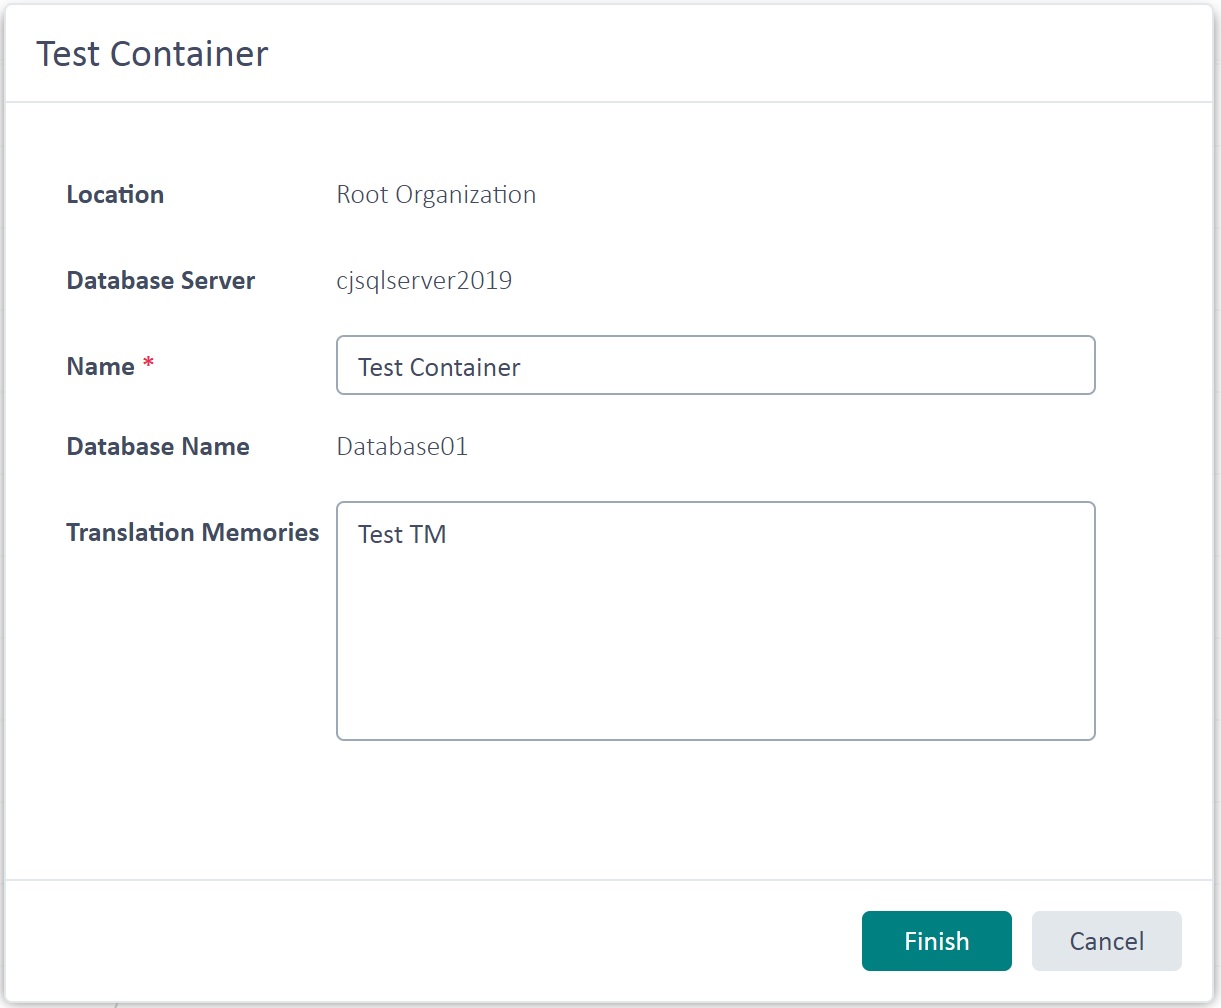 Test Container
Location Root Organization
Database Server cjsqlserver2019
Name * Test Container
Database Name Database01
Translation Memories Test TM
Finish Cancel